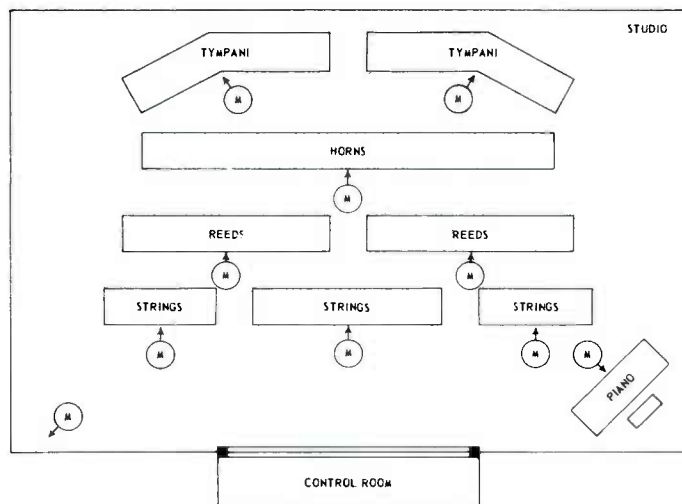 STUDIO
TYMPANI
TYMPANI
M
M
HORNS
M
REEDS
REEDS
M
M
STRINGS
STRINGS
STRINGS
M
M
M
M
PIANO
M
CONTROL ROOM